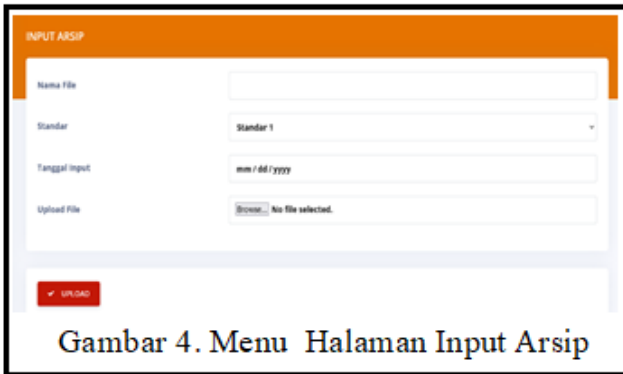 INPUT ARSIP
Nama File
Standar Standar 1
Tanggal Input mm / dd / yyyy
Upload File Browse... No file selected.
✔ UPLOAD
Gambar 4. Menu Halaman Input Arsip